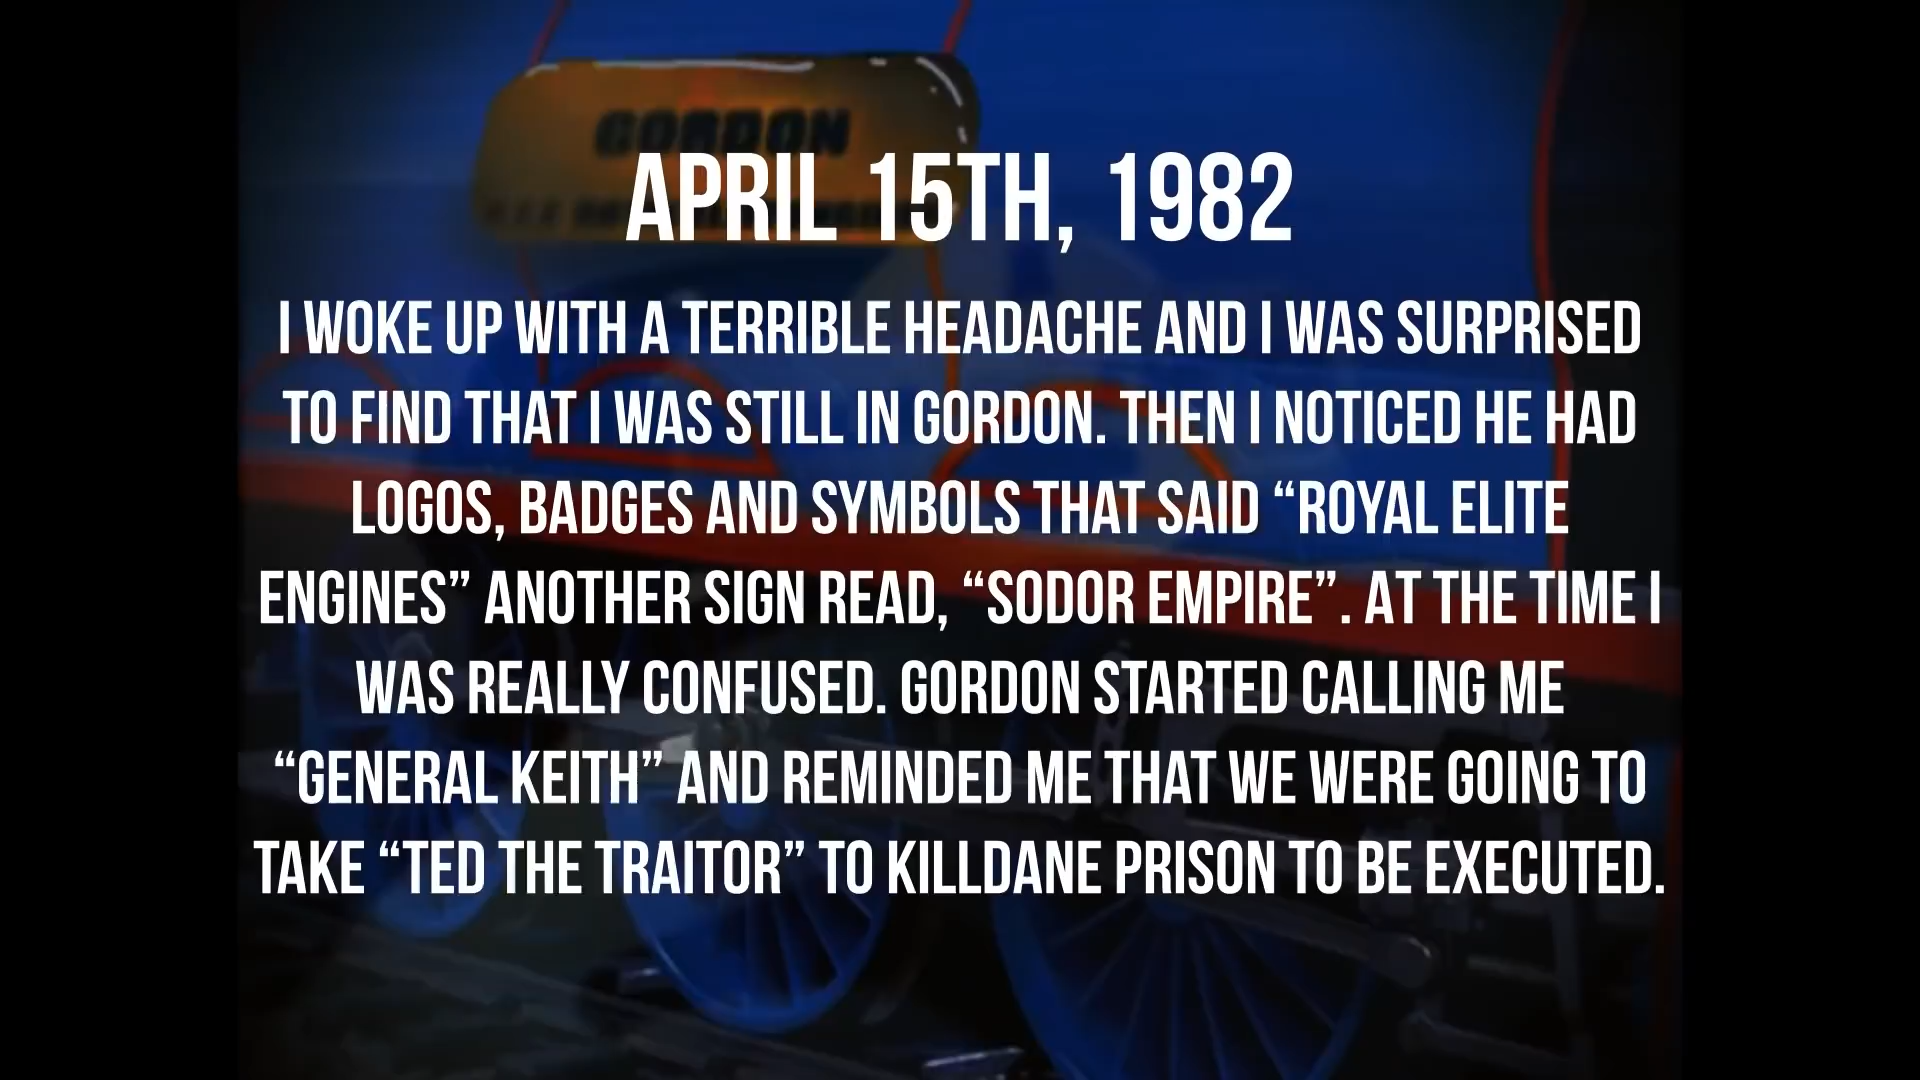 GORDON
APRIL 15TH, 1982
I WOKE UP WITH A TERRIBLE HEADACHE AND I WAS SURPRISED
TO FIND THAT I WAS STILL IN GORDON. THEN I NOTICED HE HAD
LOGOS, BADGES AND SYMBOLS THAT SAID “ROYAL ELITE
ENGINES” ANOTHER SIGN READ, “SODOR EMPIRE”. AT THE TIME I
WAS REALLY CONFUSED. GORDON STARTED CALLING ME
“GENERAL KEITH” AND REMINDED ME THAT WE WERE GOING TO
TAKE “TED THE TRAITOR” TO KILLDANE PRISON TO BE EXECUTED.